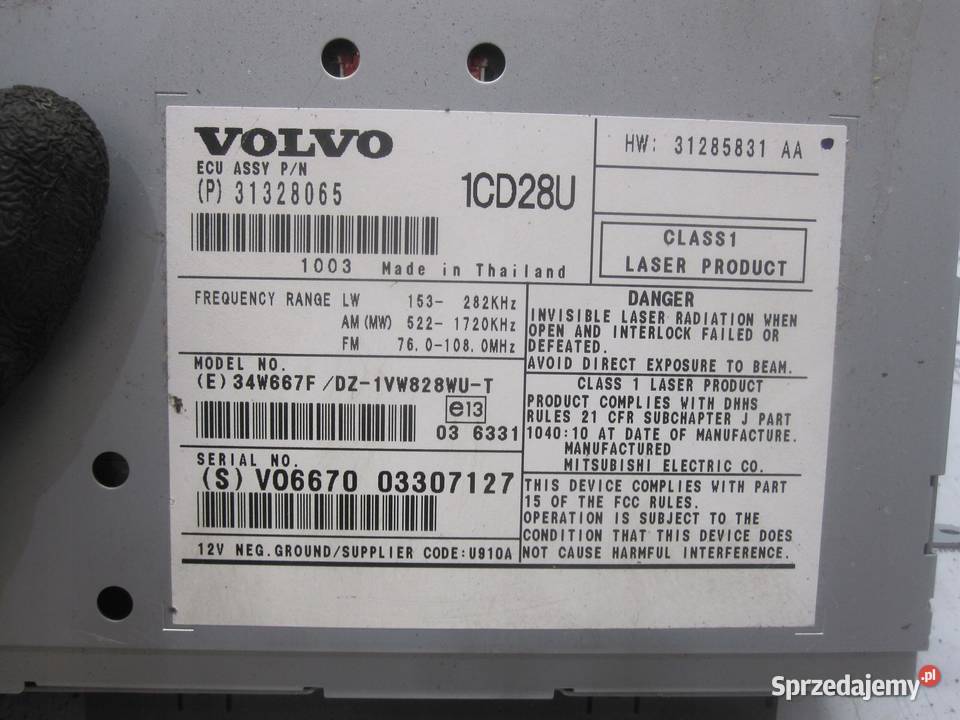 VOLVO
ECU ASSY P/N
(P) 31328065
1CD28U
HW: 31285831 AA
1003 Made in Thailand
CLASS1
LASER PRODUCT
FREQUENCY RANGE LW 153- 282KHz
AM(MW) 522- 1720KHz
FM 76.0-108.0MHz
DANGER
INVISIBLE LASER RADIATION WHEN
OPEN AND INTERLOCK FAILED OR
DEFEATED.
AVOID DIRECT EXPOSURE TO BEAM.
MODEL NO.
(E) 34W667F /DZ-1VW828WU-T
e13
03 6331
CLASS 1 LASER PRODUCT
PRODUCT COMPLIES WITH DHHS
RULES 21 CFR SUBCHAPTER J PART
1040:10 AT DATE OF MANUFACTURE.
MANUFACTURED
MITSUBISHI ELECTRIC CO.
SERIAL NO.
(S) VO6670 03307127
THIS DEVICE COMPLIES WITH PART
15 OF THE FCC RULES.
OPERATION IS SUBJECT TO THE
CONDITION THAT THIS DEVICE DOES
NOT CAUSE HARMFUL INTERFERENCE.
12V NEG.GROUND/SUPPLIER CODE:U910A
Sprzedajemy.pl